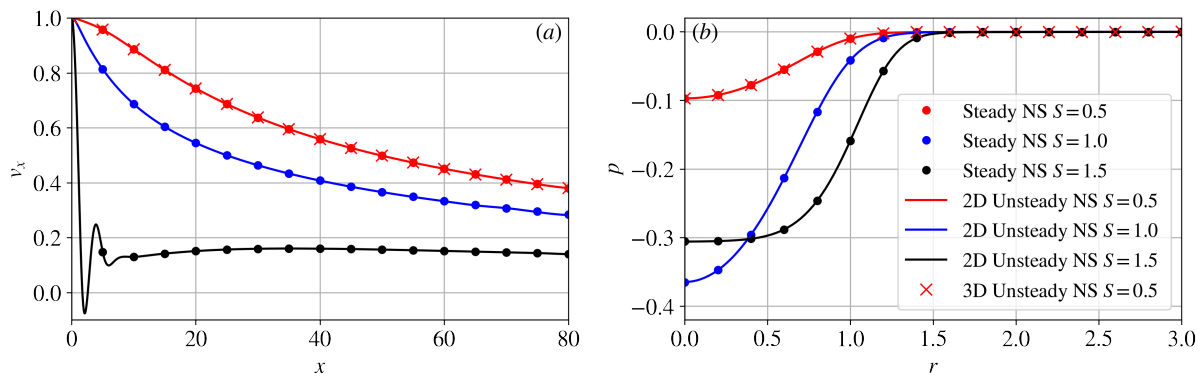 (a)
1.0
0.8
0.6
0.4
0.2
0.0
v_x
0 20 40 60 80
x
(b)
0.0
−0.1
−0.2
−0.3
−0.4
p
0.0 0.5 1.0 1.5 2.0 2.5 3.0
r
Steady NS S = 0.5
Steady NS S = 1.0
Steady NS S = 1.5
2D Unsteady NS S = 0.5
2D Unsteady NS S = 1.0
2D Unsteady NS S = 1.5
3D Unsteady NS S = 0.5